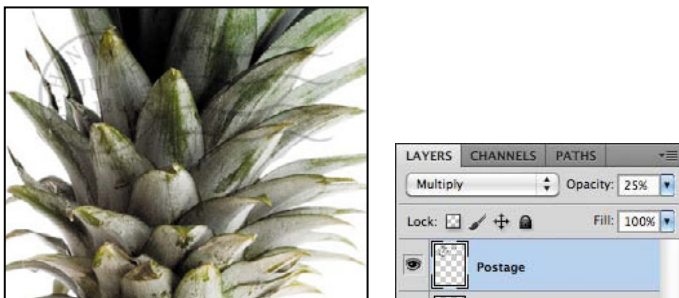 LAYERS CHANNELS PATHS
Multiply Opacity: 25%
Lock: Fill: 100%
Postage